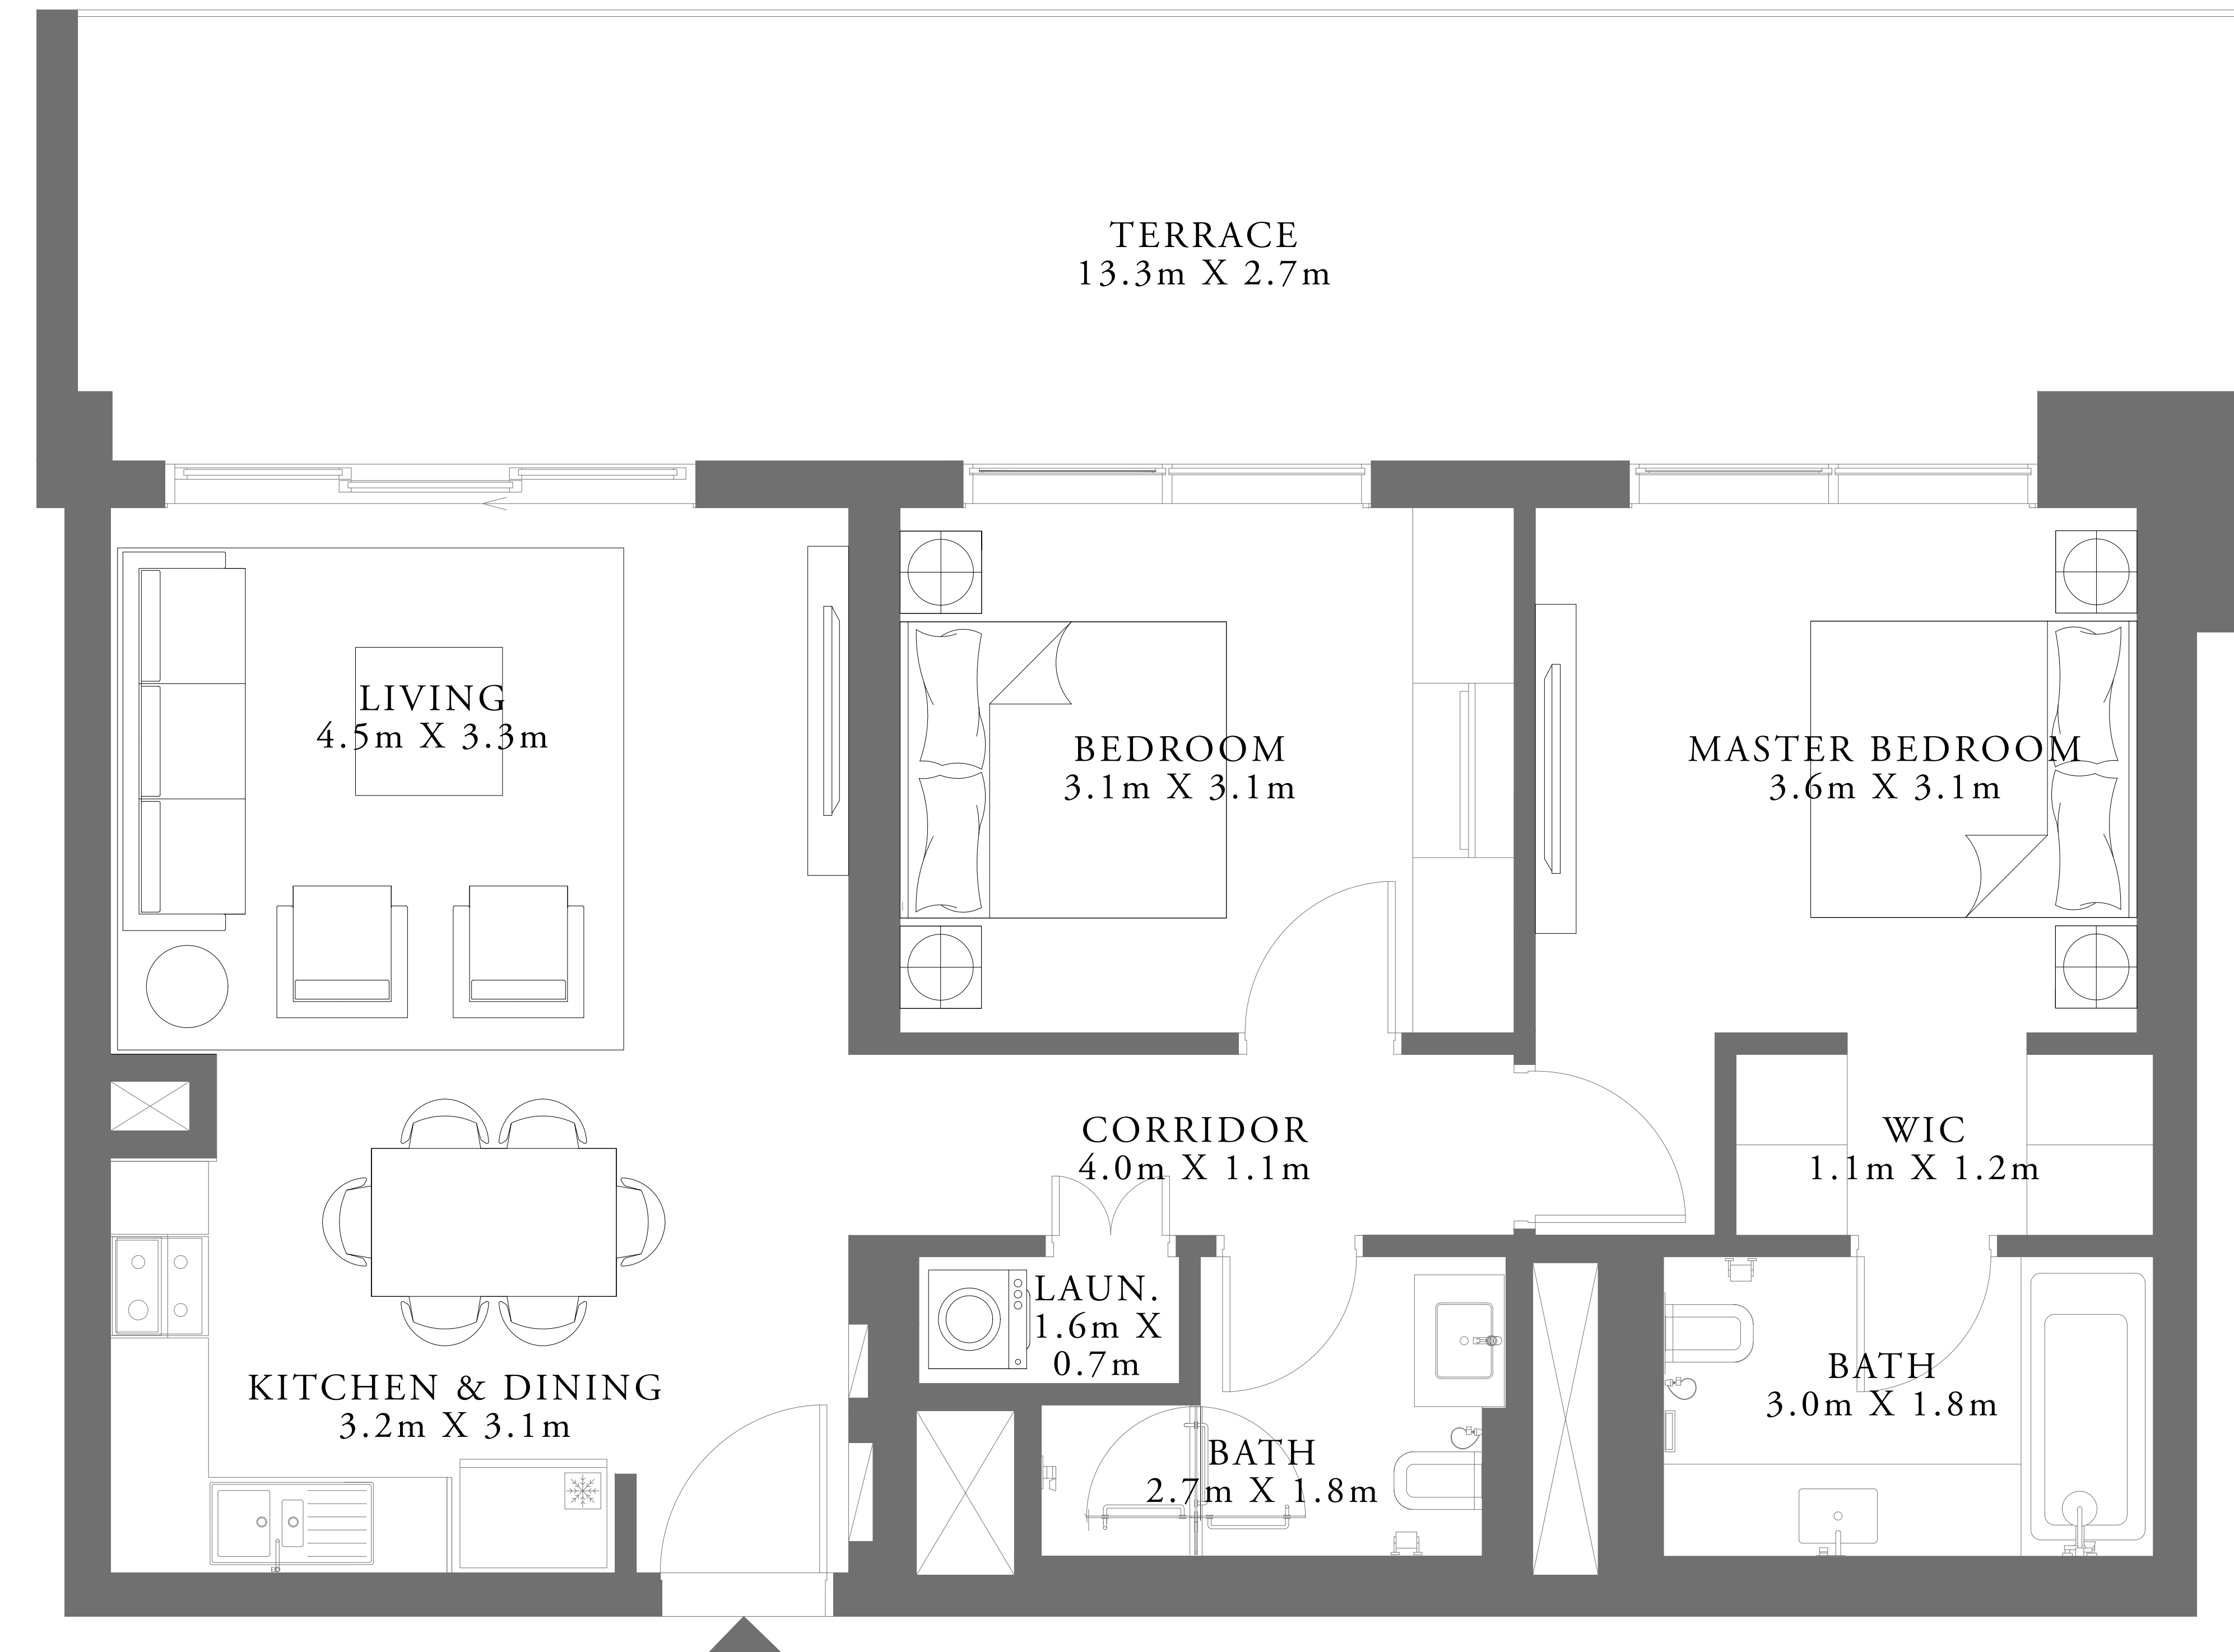 TERRACE
13.3m X 2.7m
LIVING
4.5m X 3.3m
BEDROOM
3.1m X 3.1m
MASTER BEDROOM
3.6m X 3.1m
CORRIDOR
4.0m X 1.1m
WIC
1.1m X 1.2m
LAUN.
1.6m X
0.7m
KITCHEN & DINING
3.2m X 3.1m
BATH
2.7m X 1.8m
BATH
3.0m X 1.8m